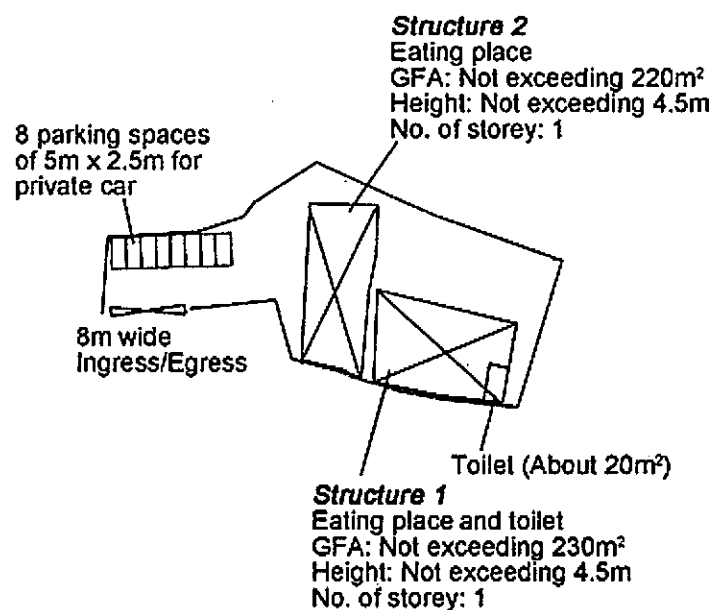 Structure 2
Eating place
GFA: Not exceeding 220m²
Height: Not exceeding 4.5m
No. of storey: 1
8 parking spaces
of 5m x 2.5m for
private car
8m wide
Ingress/Egress
Toilet (About 20m²)
Structure 1
Eating place and toilet
GFA: Not exceeding 230m²
Height: Not exceeding 4.5m
No. of storey: 1